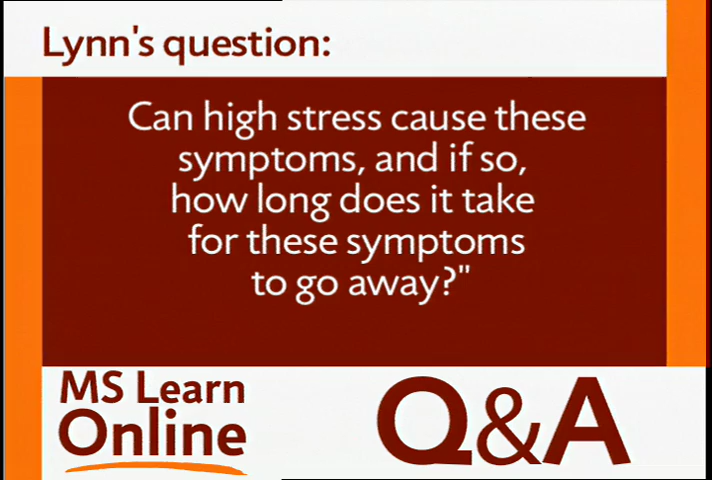 Lynn's question:
Can high stress cause these
symptoms, and if so,
how long does it take
for these symptoms
to go away?"
MS Learn
Online
Q&A